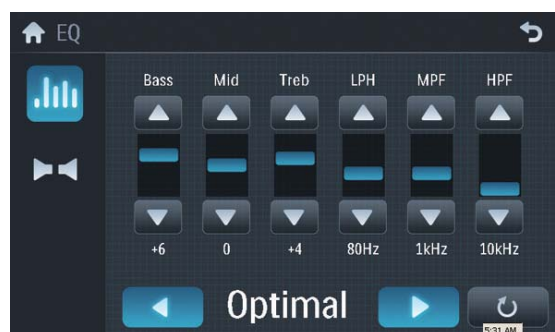 EQ
Bass Mid Treb LPH MPF HPF
+6 0 +4 80Hz 1kHz 10kHz
Optimal
5:31 AM